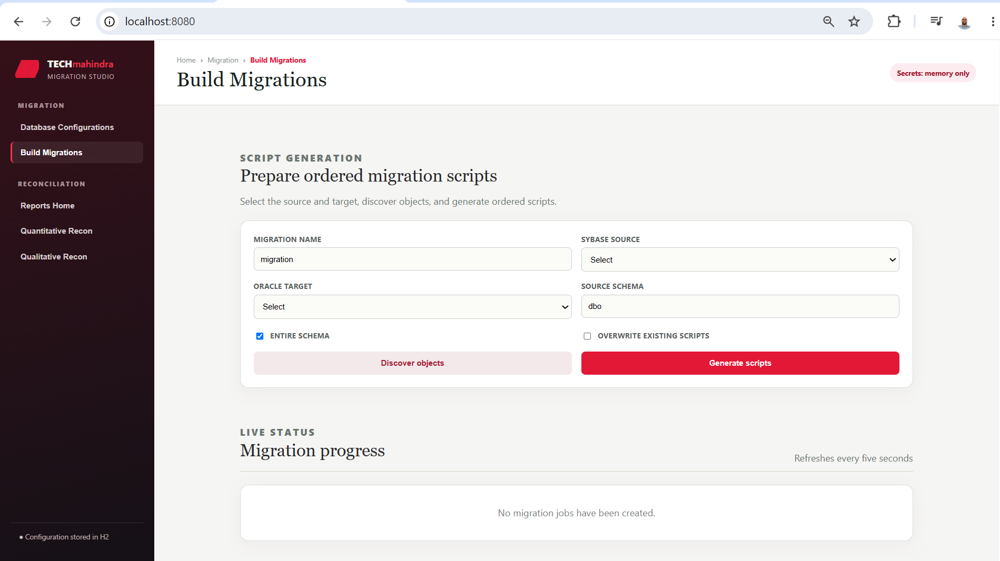 localhost:8080
TECHmahindra
MIGRATION STUDIO
MIGRATION
Database Configurations
Build Migrations
RECONCILIATION
Reports Home
Quantitative Recon
Qualitative Recon
● Configuration stored in H2
Home › Migration › Build Migrations
Build Migrations
Secrets: memory only
SCRIPT GENERATION
Prepare ordered migration scripts
Select the source and target, discover objects, and generate ordered scripts.
MIGRATION NAME
migration
SYBASE SOURCE
Select
ORACLE TARGET
Select
SOURCE SCHEMA
dbo
ENTIRE SCHEMA
OVERWRITE EXISTING SCRIPTS
Discover objects
Generate scripts
LIVE STATUS
Migration progress
Refreshes every five seconds
No migration jobs have been created.